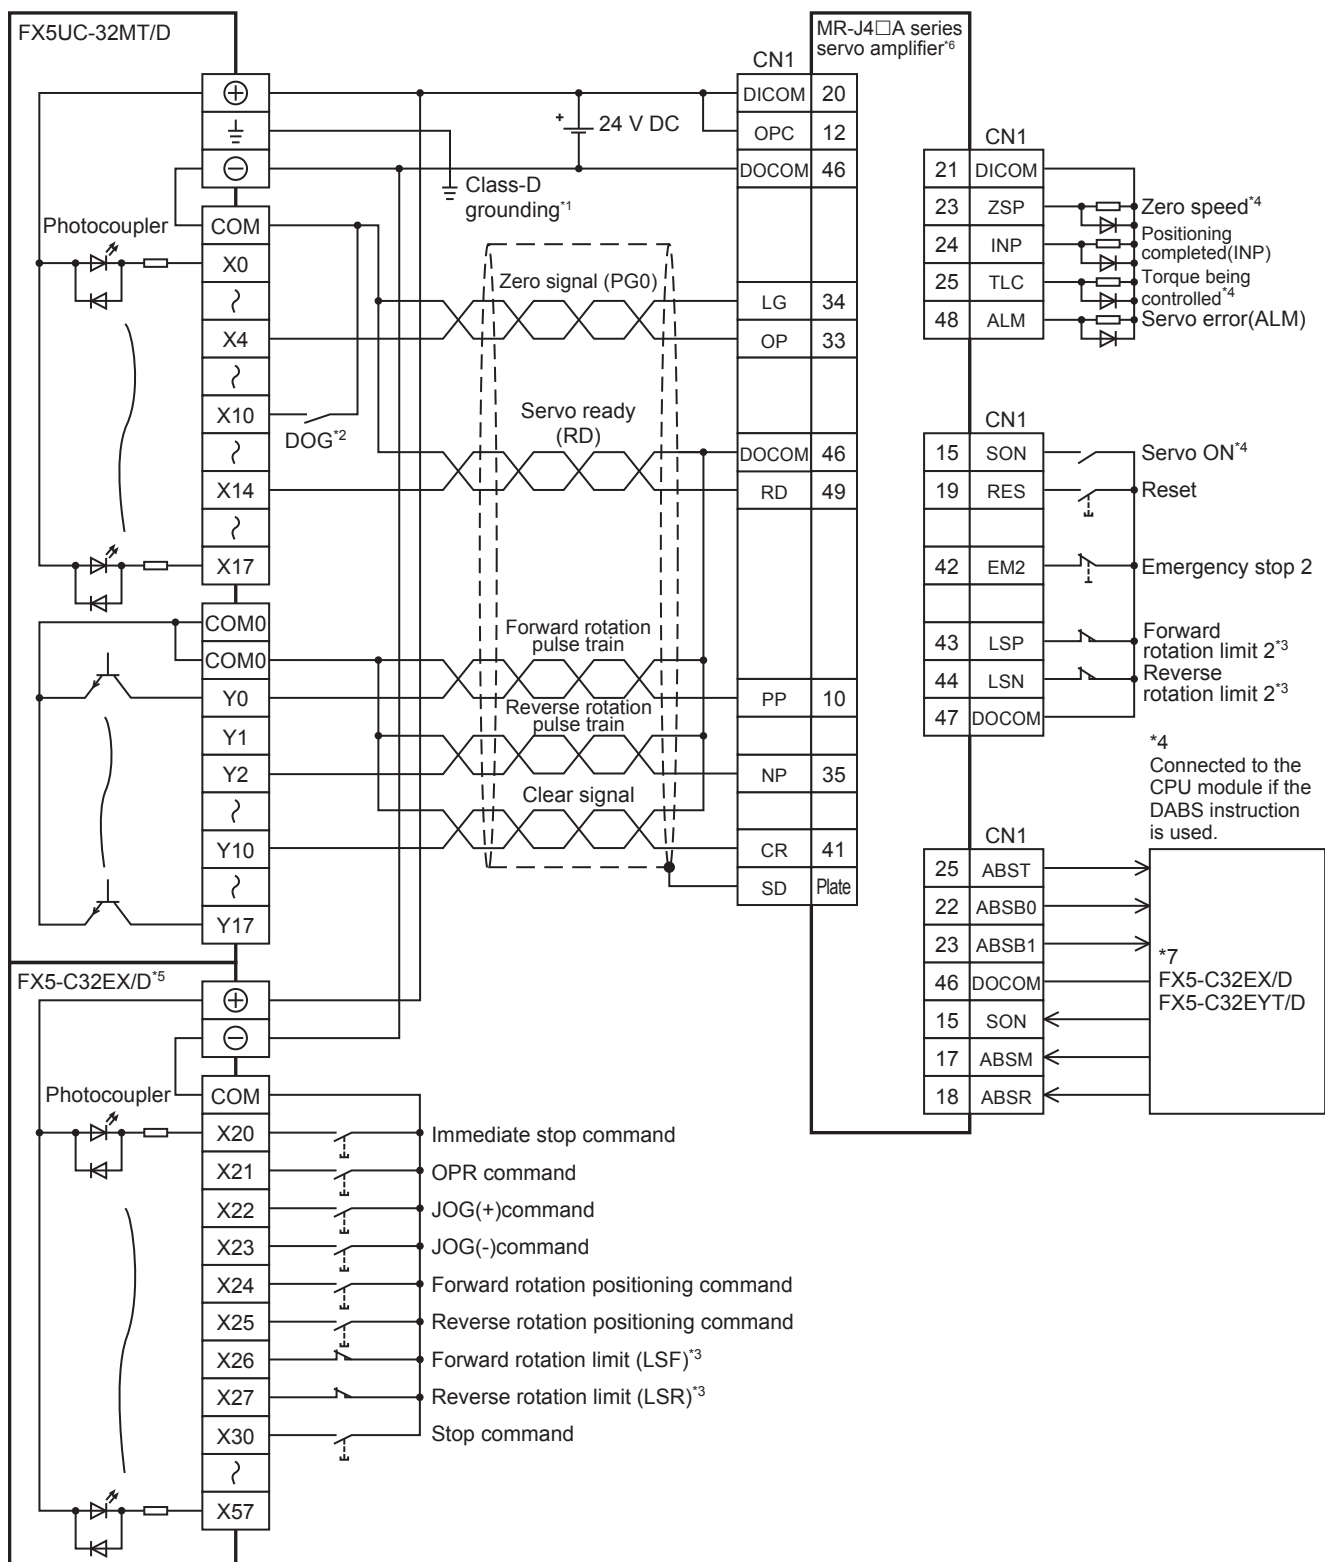 FX5UC-32MT/D
COM
Photocoupler
X0
X4
X10
X14
X17
COM0
COM0
Y0
Y1
Y2
Y10
Y17
24 V DC
+
Class-D
grounding*1
DOG*2
Zero signal (PG0)
Servo ready
(RD)
Forward rotation
pulse train
Reverse rotation
pulse train
Clear signal
MR-J4□A series
servo amplifier*6
CN1
DICOM 20
OPC 12
DOCOM 46
LG 34
OP 33
DOCOM 46
RD 49
PP 10
NP 35
CR 41
SD Plate
CN1
21 DICOM
23 ZSP Zero speed*4
24 INP Positioning
completed(INP)
25 TLC Torque being
controlled*4
48 ALM Servo error(ALM)
CN1
15 SON Servo ON*4
19 RES Reset
42 EM2 Emergency stop 2
43 LSP Forward
rotation limit 2*3
44 LSN Reverse
rotation limit 2*3
47 DOCOM
*4
Connected to the
CPU module if the
DABS instruction
is used.
CN1
25 ABST
22 ABSB0
23 ABSB1
46 DOCOM
15 SON
17 ABSM
18 ABSR
*7
FX5-C32EX/D
FX5-C32EYT/D
FX5-C32EX/D*5
Photocoupler
COM
X20 Immediate stop command
X21 OPR command
X22 JOG(+)command
X23 JOG(-)command
X24 Forward rotation positioning command
X25 Reverse rotation positioning command
X26 Forward rotation limit (LSF)*3
X27 Reverse rotation limit (LSR)*3
X30 Stop command
X57